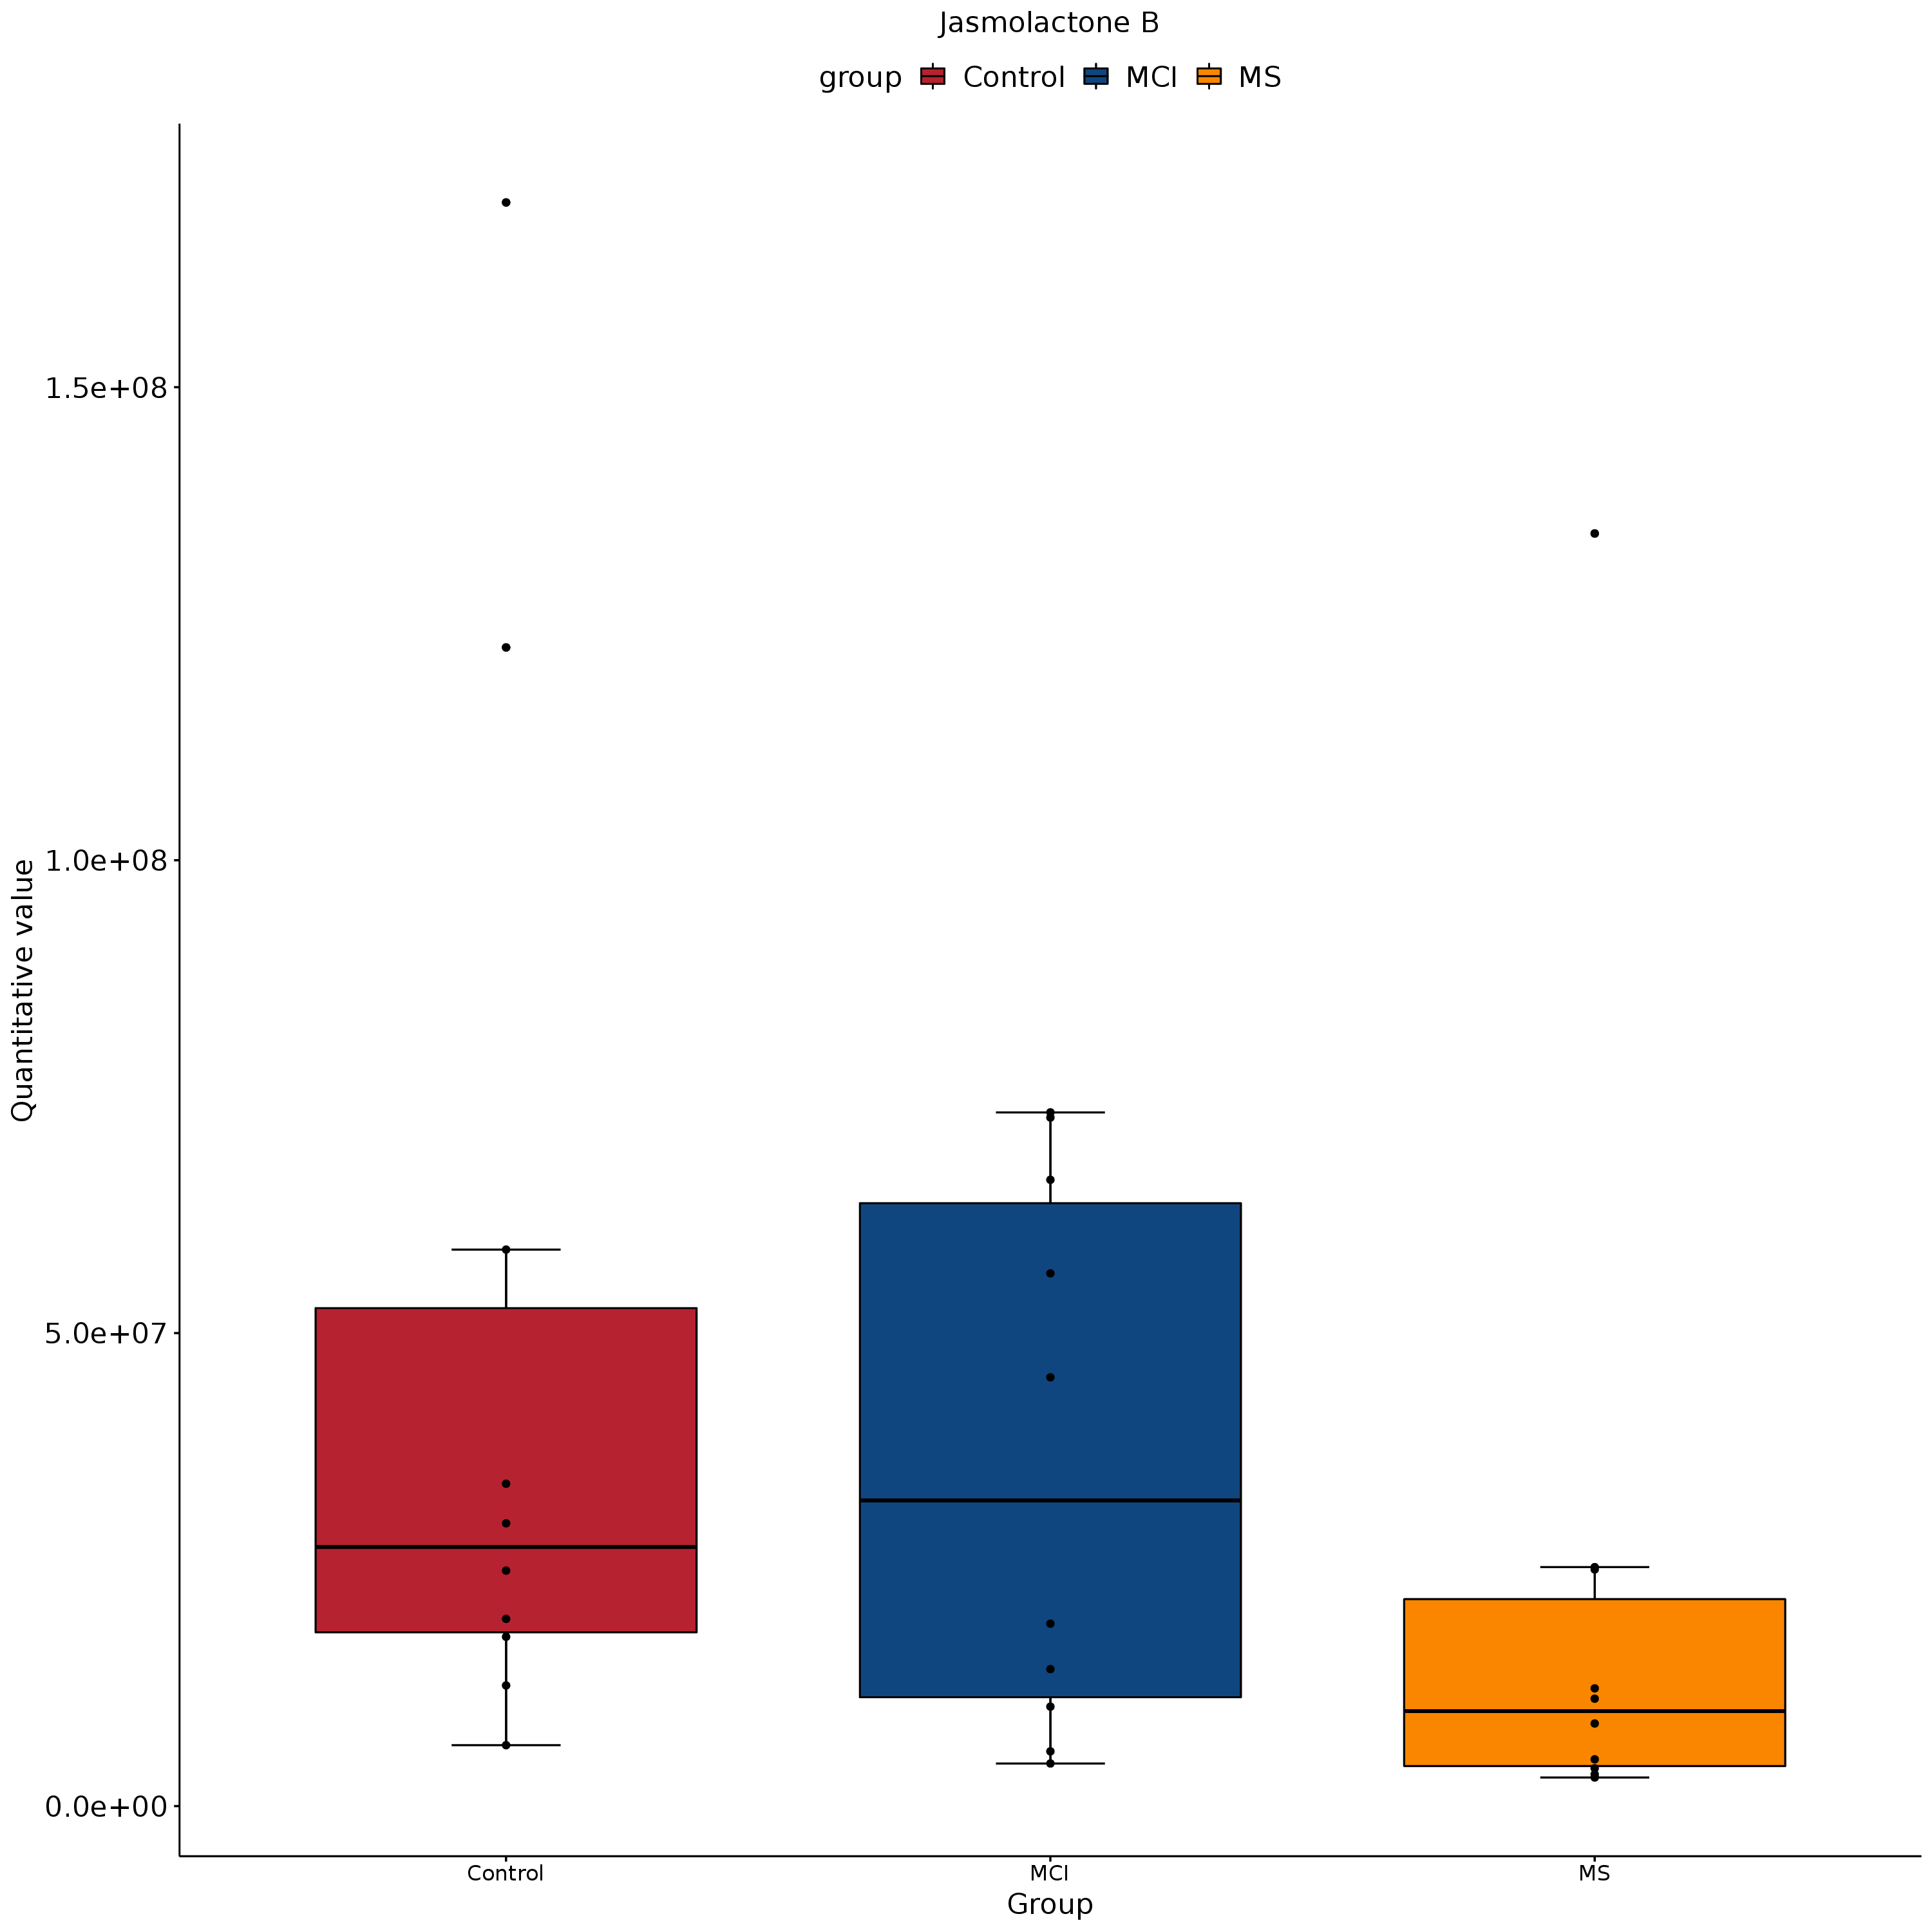 Jasmolactone B
group Control MCI MS
1.5e+08
1.0e+08
5.0e+07
0.0e+00
Quantitative value
Control MCI MS
Group